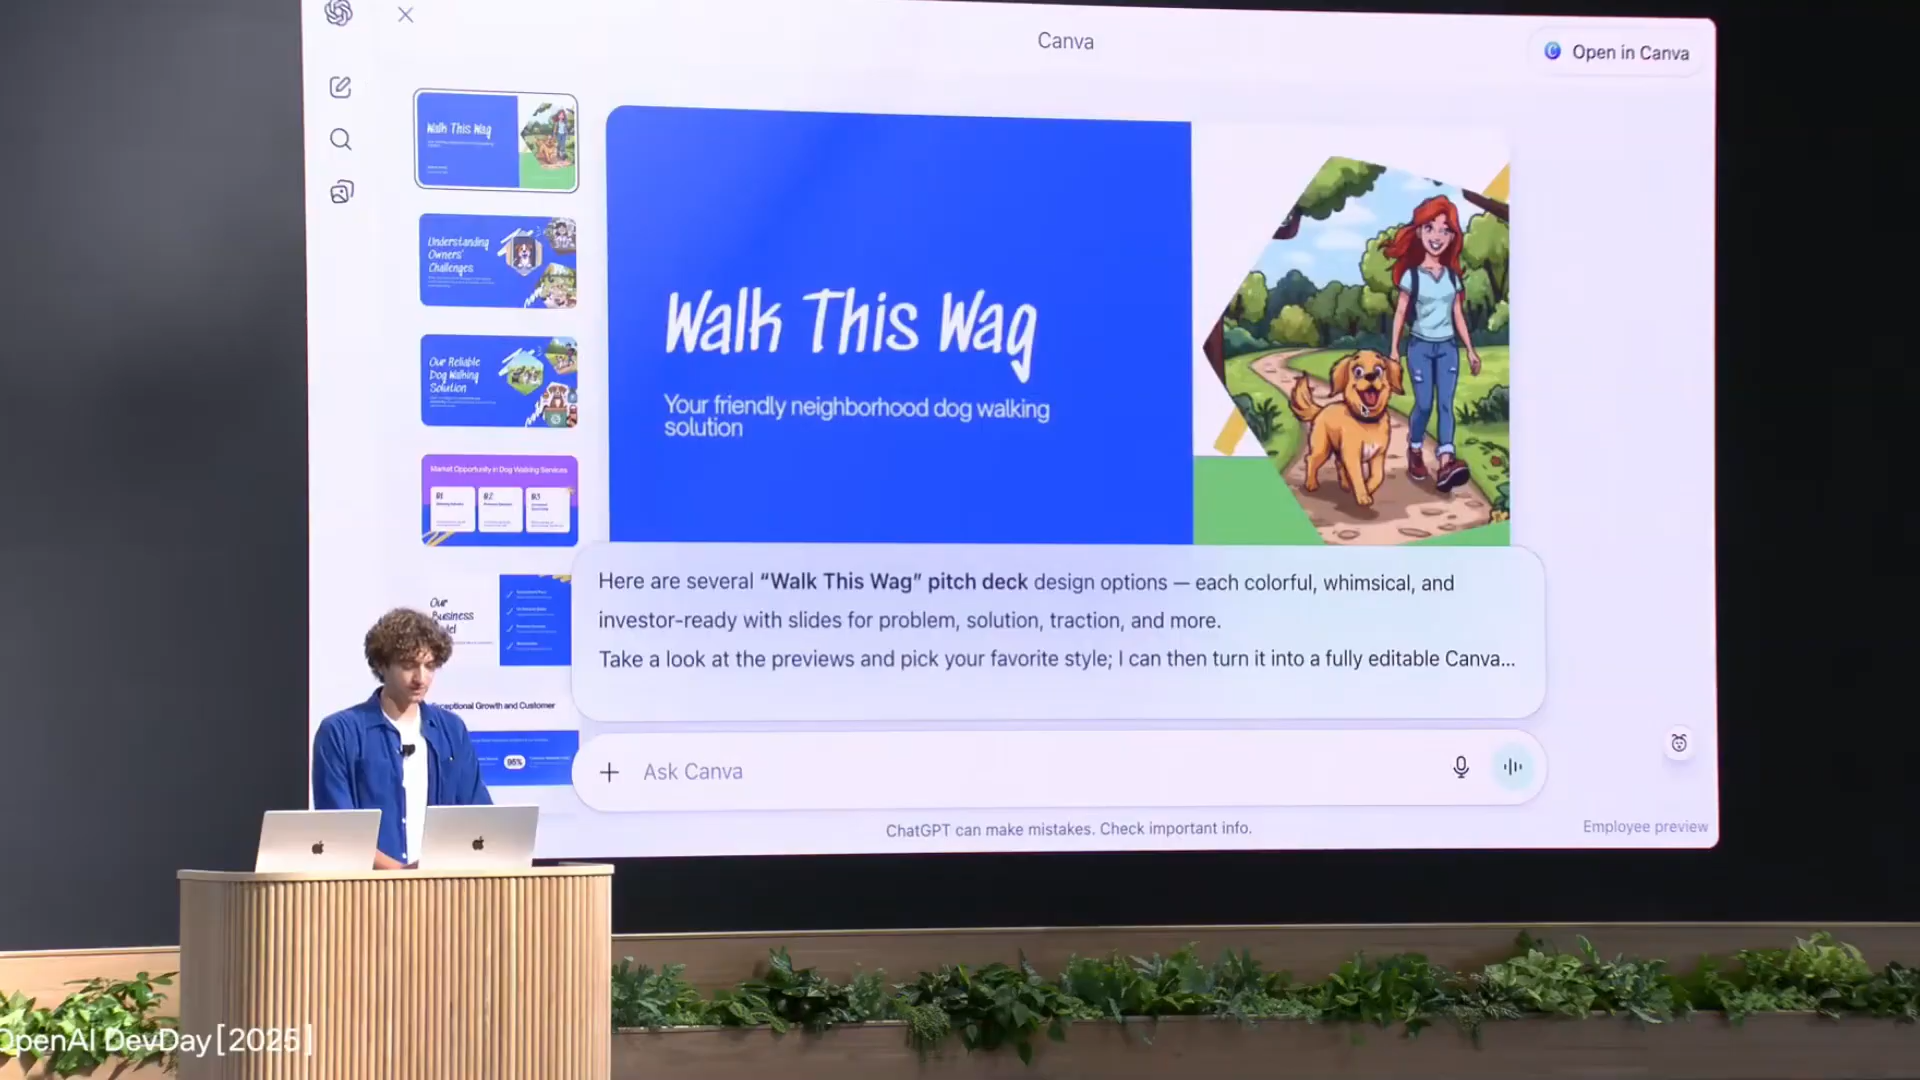 Canva
Open in Canva
Walk This Wag
Understanding
Owners'
Challenges
Our Reliable
Dog Walking
Solution
Market Opportunity in Dog Walking Services
01
02
03
Our
Business
Growth and Customer
95%
Walk This Wag
Your friendly neighborhood dog walking
solution
Here are several “Walk This Wag” pitch deck design options — each colorful, whimsical, and
investor-ready with slides for problem, solution, traction, and more.
Take a look at the previews and pick your favorite style; I can then turn it into a fully editable Canva...
Ask Canva
ChatGPT can make mistakes. Check important info.
Employee preview
OpenAI DevDay[2025]